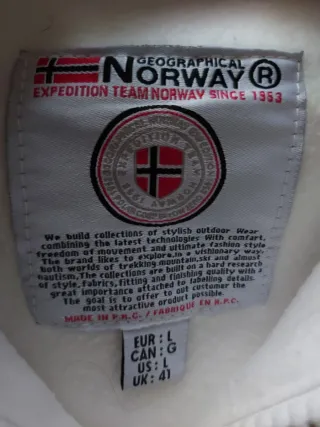 GEOGRAPHICAL
NORWAY®
EXPEDITION TEAM NORWAY SINCE 1953
We build collections of stylish outdoor Wear
combining the latest technologies With comfort,
freedom of movement and ultimate fashion style
The brand likes to explore,in a visionary way,
both worlds of trekking mountain,ski and almost
nautism.The collections are built on a hard research
of style, fabrics, fitting and finishing quality with a
great importance attached to labelling details.
The goal is to offer to out customer the
most attractive product possible.
MADE IN P.R.C./ FABRIQUE EN R.P.C.
EUR : L
CAN : G
US : L
UK : 41